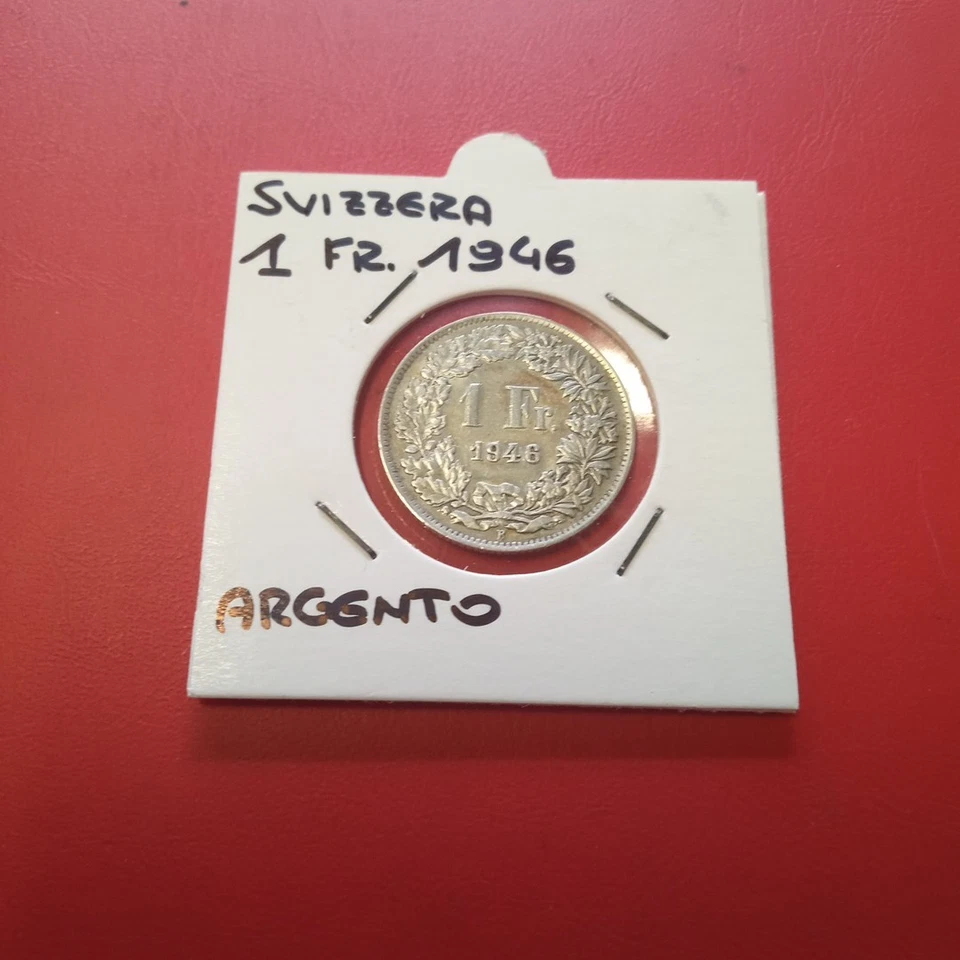 SVIZZERA
1 FR. 1946
1 Fr.
1946
ARGENTO